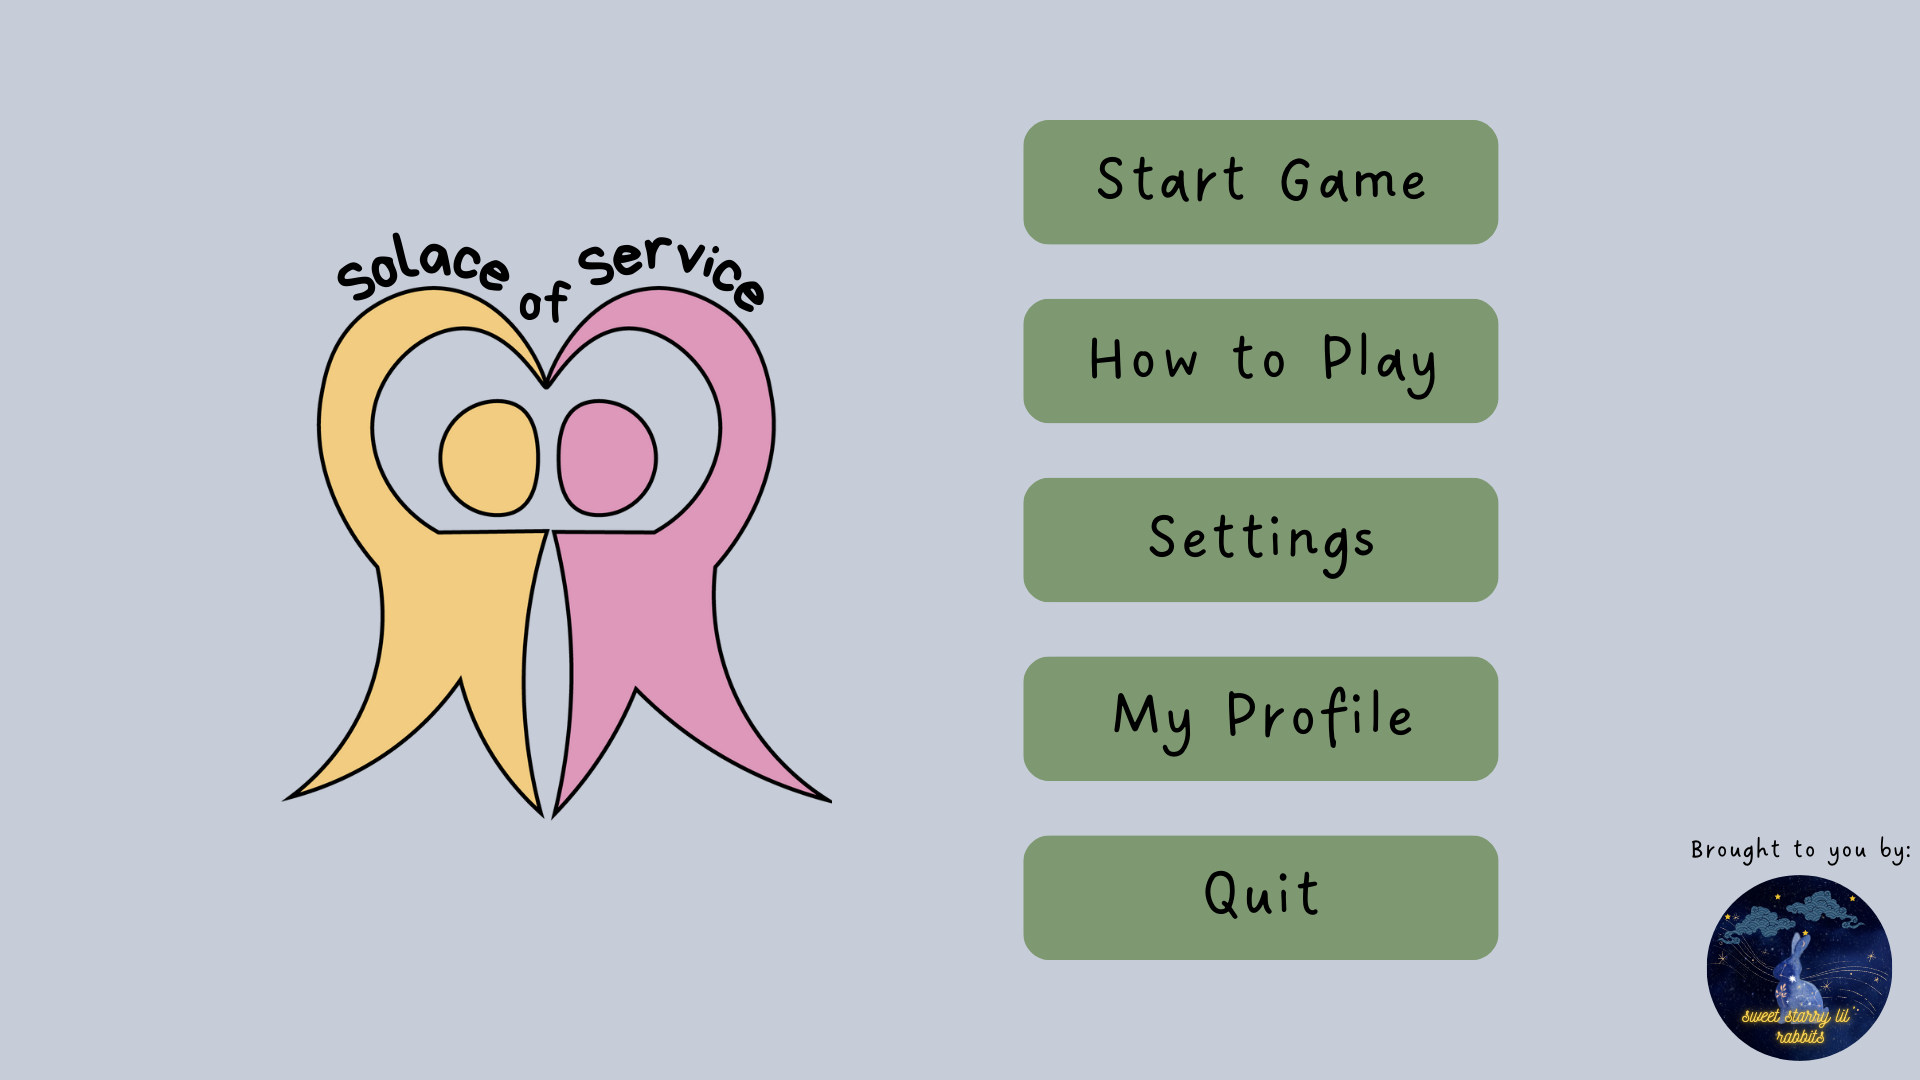 Solace of Service
Start Game
How to Play
Settings
My Profile
Quit
Brought to you by:
sweet starry lil
rabbits